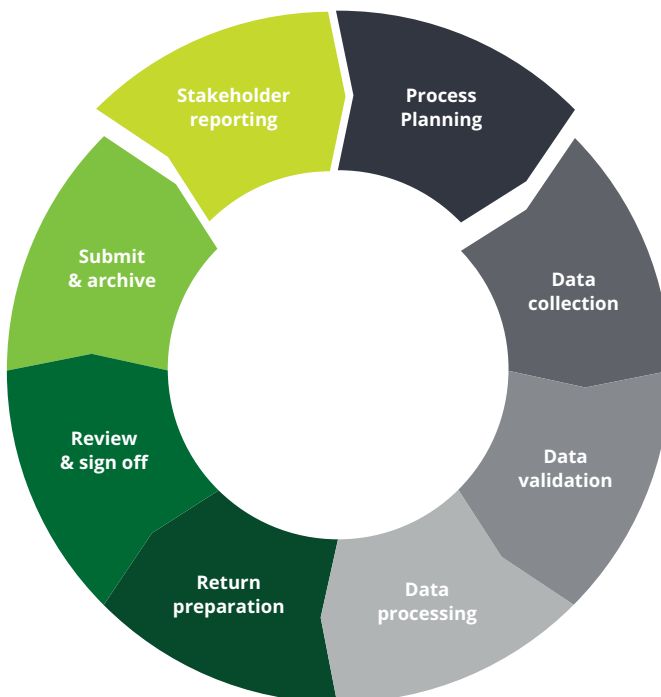 Stakeholder
reporting
Process
Planning
Data
collection
Data
validation
Data
processing
Return
preparation
Review
& sign off
Submit
& archive